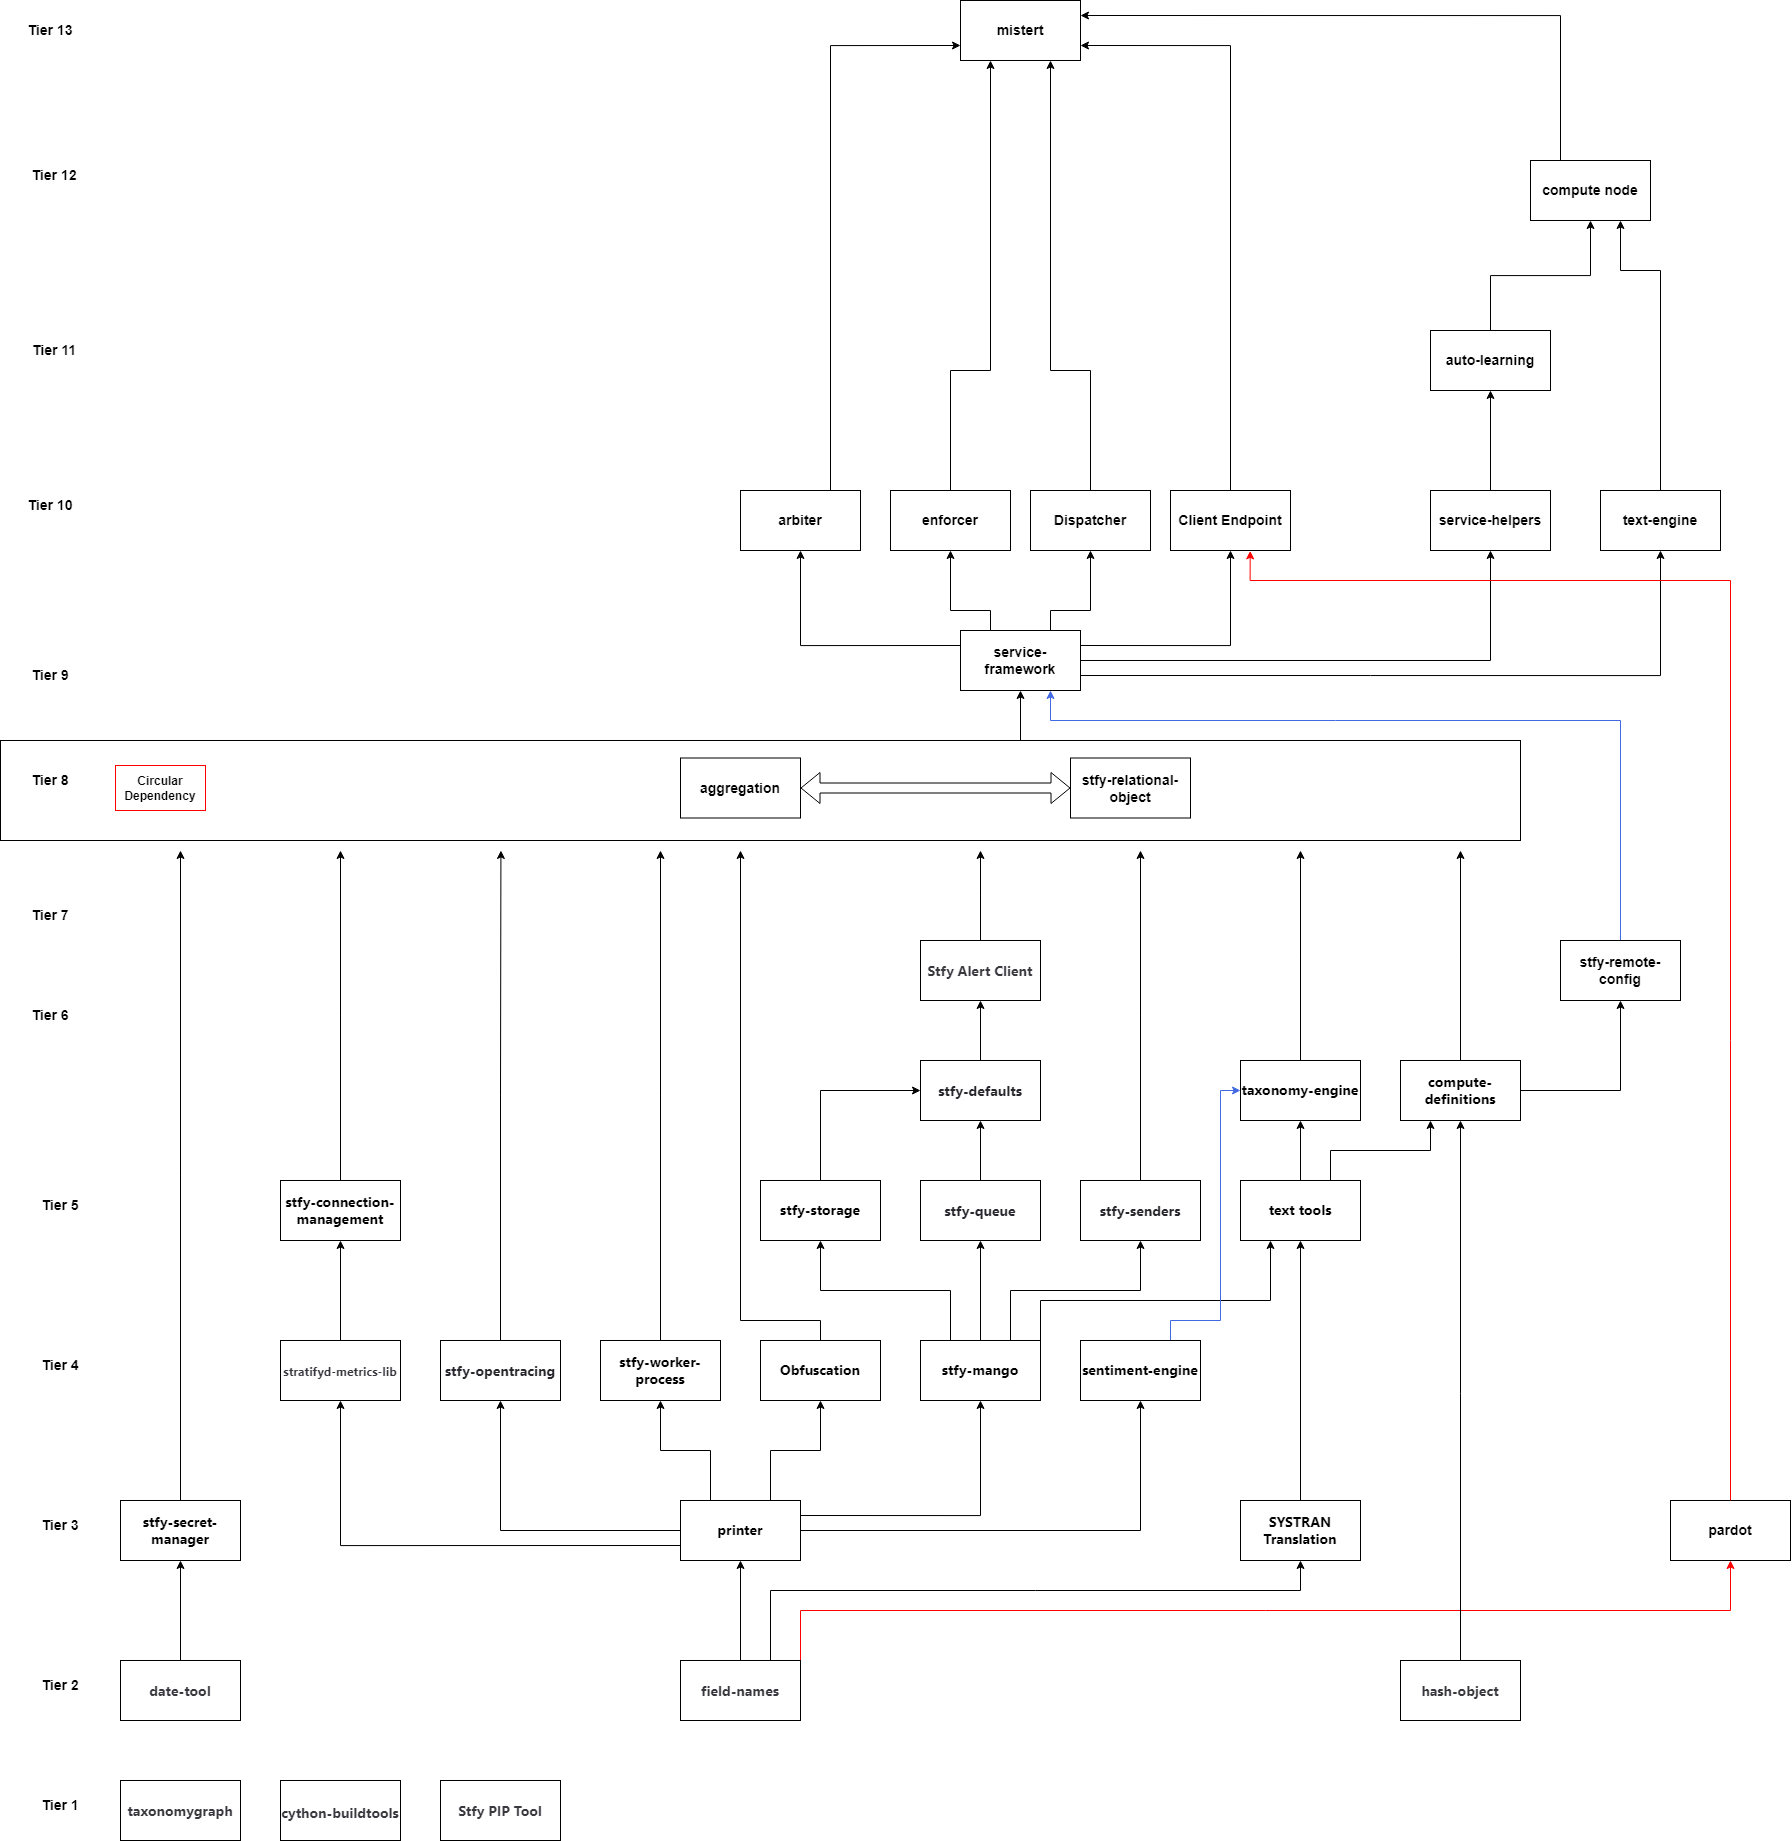 Tier 13
mistert
Tier 12
compute node
Tier 11
auto-learning
Tier 10
arbiter
enforcer
Dispatcher
Client Endpoint
service-helpers
text-engine
Tier 9
service-
framework
Tier 8
Circular
Dependency
aggregation
stfy-relational-
object
Tier 7
Stfy Alert Client
stfy-remote-
config
Tier 6
stfy-defaults
taxonomy-engine
compute-
definitions
Tier 5
stfy-connection-
management
stfy-storage
stfy-queue
stfy-senders
text tools
Tier 4
stratifyd-metrics-lib
stfy-opentracing
stfy-worker-
process
Obfuscation
stfy-mango
sentiment-engine
Tier 3
stfy-secret-
manager
printer
SYSTRAN
Translation
pardot
Tier 2
date-tool
field-names
hash-object
Tier 1
taxonomygraph
cython-buildtools
Stfy PIP Tool